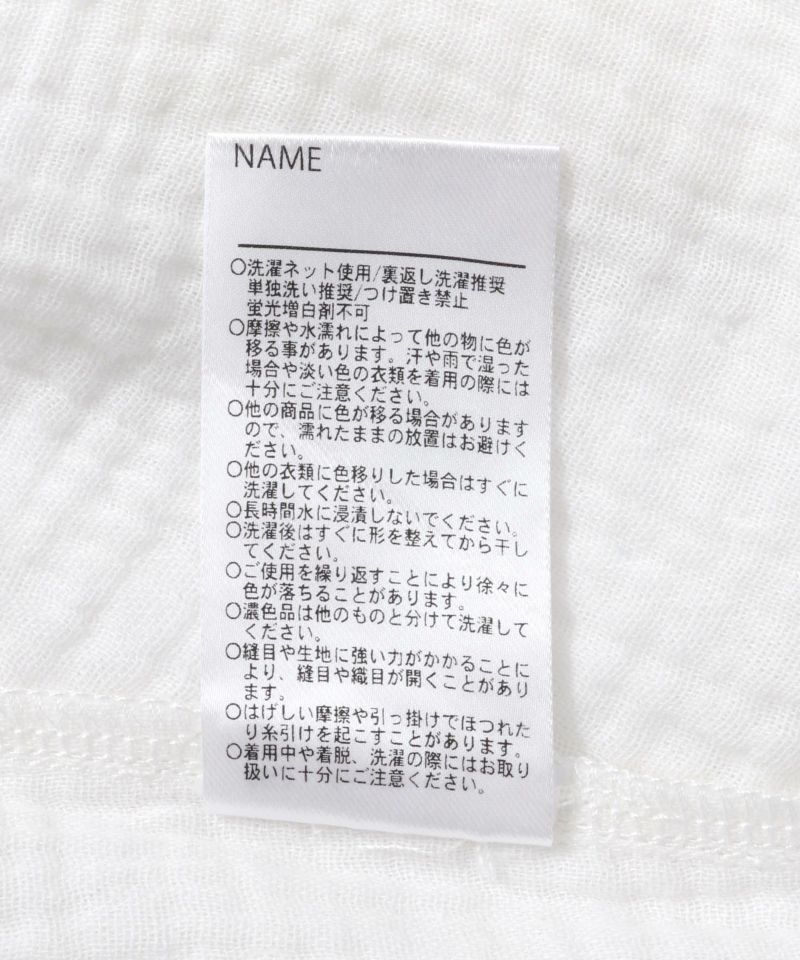 NAME
○洗濯ネット使用/裏返し洗濯推奨
単独洗い推奨/つけ置き禁止
蛍光増白剤不可
○摩擦や水濡れによって他の物に色が
移る事があります。汗や雨で湿った
場合や淡い色の衣類を着用の際には
十分にご注意ください。
○他の商品に色が移る場合があります
ので、濡れたままの放置はお避けく
ださい。
○他の衣類に色移りした場合はすぐに
洗濯してください。
○長時間水に浸漬しないでください。
○洗濯後はすぐに形を整えてから干し
てください。
○ご使用を繰り返すことにより徐々に
色が落ちることがあります。
○濃色品は他のものと分けて洗濯して
ください。
○縫目や生地に強い力がかかることに
より、縫目や織目が開くことがあり
ます。
○はげしい摩擦や引っ掛けでほつれた
り糸引けを起こすことがあります。
○着用中や着脱、洗濯の際にはお取り
扱いに十分にご注意ください。